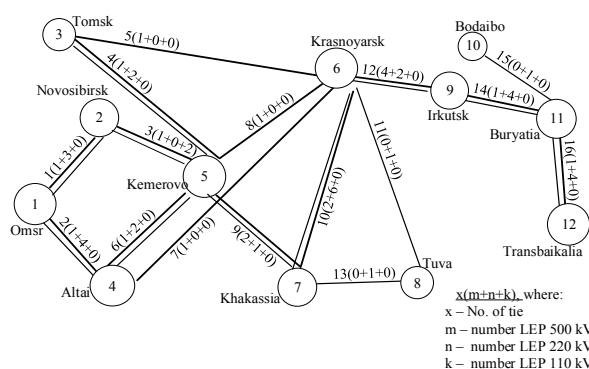 Tomsk
3
5(1+0+0)
Bodaibo
10
Krasnoyarsk
6
15(0+1+0)
4(1+2+0)
12(4+2+0)
9
Irkutsk
14(1+4+0)
11
Buryatia
Novosibirsk
2
8(1+0+0)
3(1+0+2)
11(0+1+0)
16(1+4+0)
1(1+3+0)
Kemerovo
5
10(2+6+0)
1
Omsr
2(1+4+0)
6(1+2+0)
7(1+0+0)
9(2+1+0)
12
Transbaikalia
4
Altai
Khakassia
7
13(0+1+0)
Tuva
8
x(m+n+k), where:
x – No. of tie
m – number LEP 500 kV
n – number LEP 220 kV
k – number LEP 110 kV